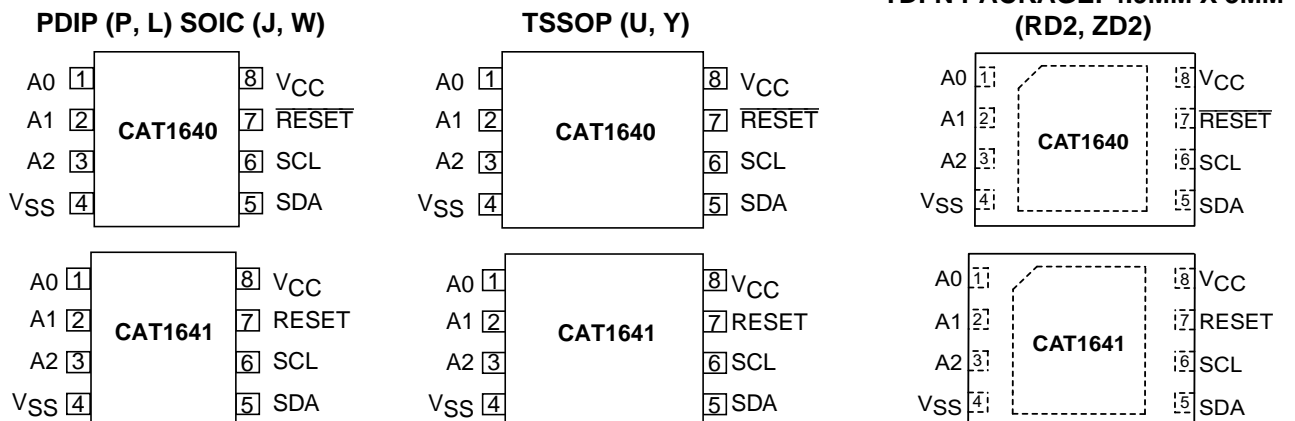 PDIP (P, L) SOIC (J, W)
A0 1 8 VCC
A1 2 CAT1640 7 RESET
A2 3 6 SCL
VSS 4 5 SDA
A0 1 8 VCC
A1 2 CAT1641 7 RESET
A2 3 6 SCL
VSS 4 5 SDA
TSSOP (U, Y)
A0 1 8 VCC
A1 2 CAT1640 7 RESET
A2 3 6 SCL
VSS 4 5 SDA
A0 1 8 VCC
A1 2 CAT1641 7 RESET
A2 3 6 SCL
VSS 4 5 SDA
(RD2, ZD2)
A0 1 8 VCC
A1 2 CAT1640 7 RESET
A2 3 6 SCL
VSS 4 5 SDA
A0 1 8 VCC
A1 2 CAT1641 7 RESET
A2 3 6 SCL
VSS 4 5 SDA